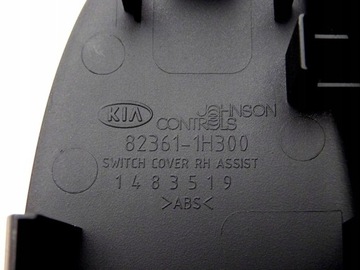 KIA JOHNSON
CONTROLS
82361-1H300
SWITCH COVER RH ASSIST
1483519
>ABS<